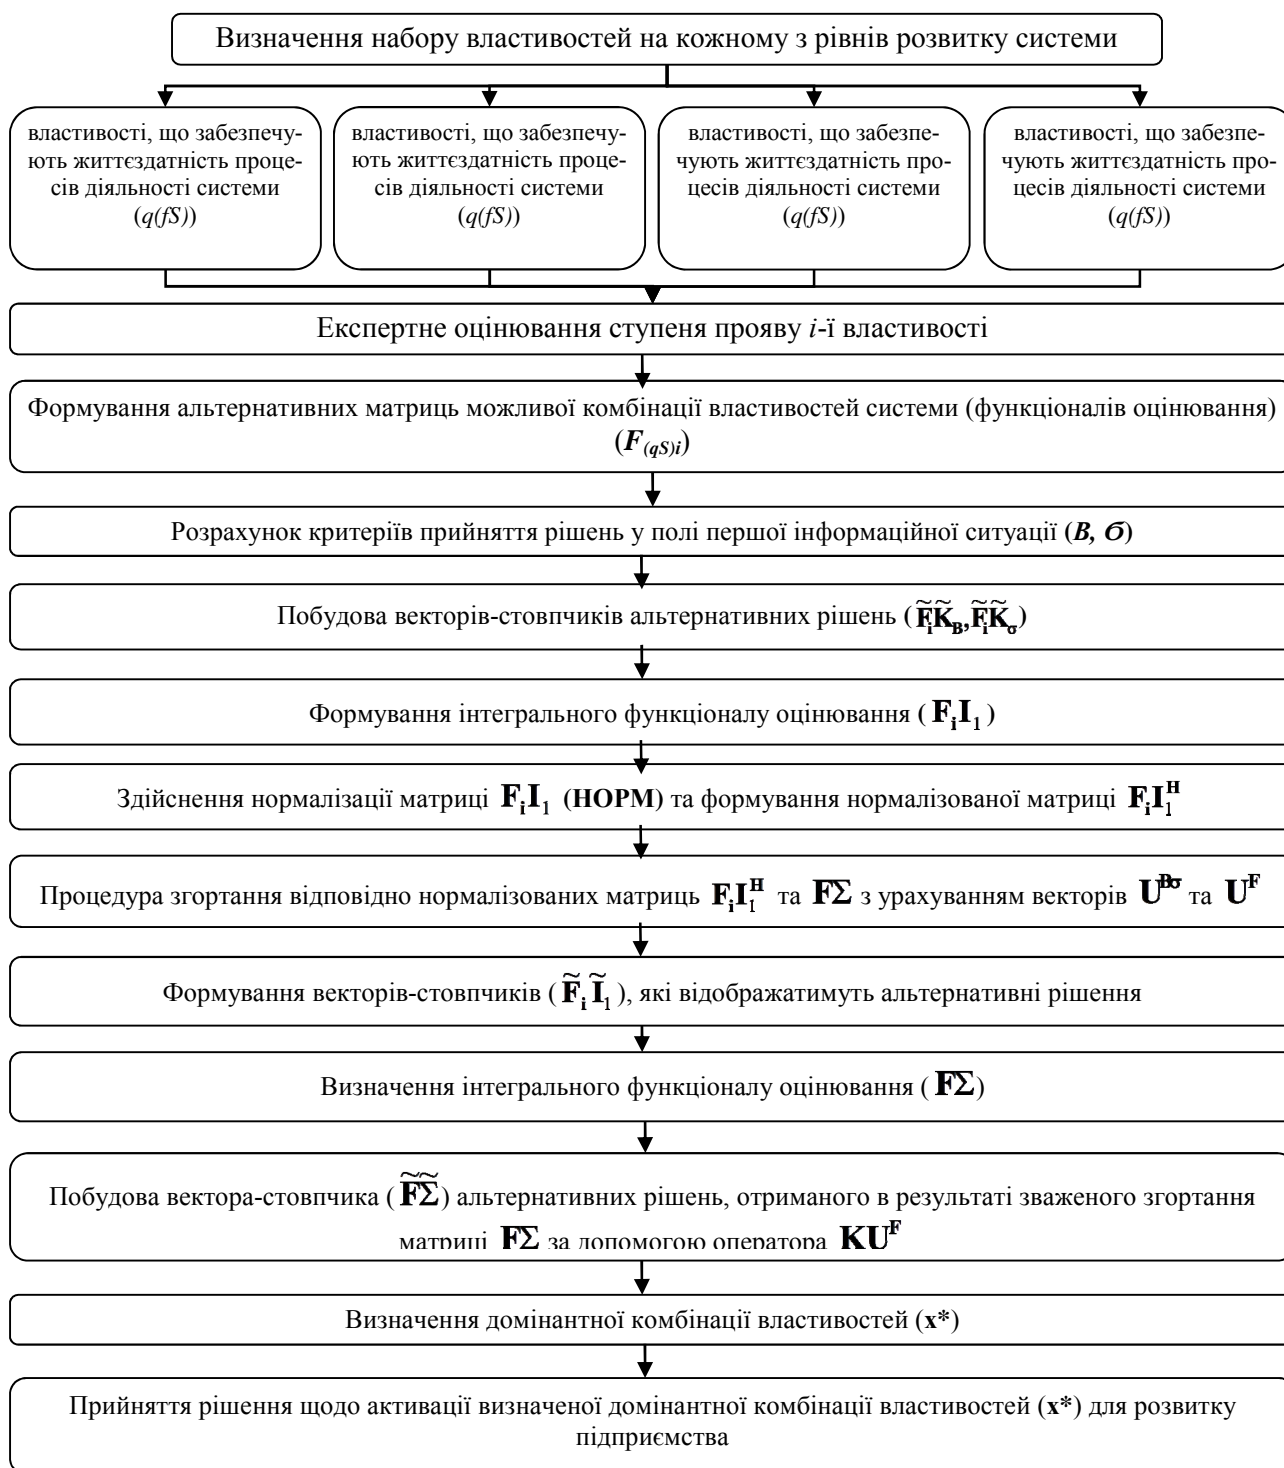 Визначення набору властивостей на кожному з рівнів розвитку системи
властивості, що забезпечу-
ють життєздатність проце-
сів діяльності системи
(q(fS))
властивості, що забезпечу-
ють життєздатність проце-
сів діяльності системи
(q(fS))
властивості, що забезпе-
чують життєздатність про-
цесів діяльності системи
(q(fS))
властивості, що забезпе-
чують життєздатність про-
цесів діяльності системи
(q(fS))
Експертне оцінювання ступеня прояву i-ї властивості
Формування альтернативних матриць можливої комбінації властивостей системи (функціоналів оцінювання)
(F(qS)i)
Розрахунок критеріїв прийняття рішень у полі першої інформаційної ситуації (B, σ)
Побудова векторів-стовпчиків альтернативних рішень (F̃iK̃B, F̃iK̃σ)
Формування інтегрального функціоналу оцінювання (FiI1)
Здійснення нормалізації матриці FiI1 (НОРМ) та формування нормалізованої матриці FiI1^H
Процедура згортання відповідно нормалізованих матриць FiI1^H та FΣ з урахуванням векторів U^Bσ та U^F
Формування векторів-стовпчиків (F̃i Ĩ1), які відображатимуть альтернативні рішення
Визначення інтегрального функціоналу оцінювання (FΣ)
Побудова вектора-стовпчика (F̃Σ̃) альтернативних рішень, отриманого в результаті зваженого згортання
матриці FΣ за допомогою оператора KU^F
Визначення домінантної комбінації властивостей (x*)
Прийняття рішення щодо активації визначеної домінантної комбінації властивостей (x*) для розвитку
підприємства